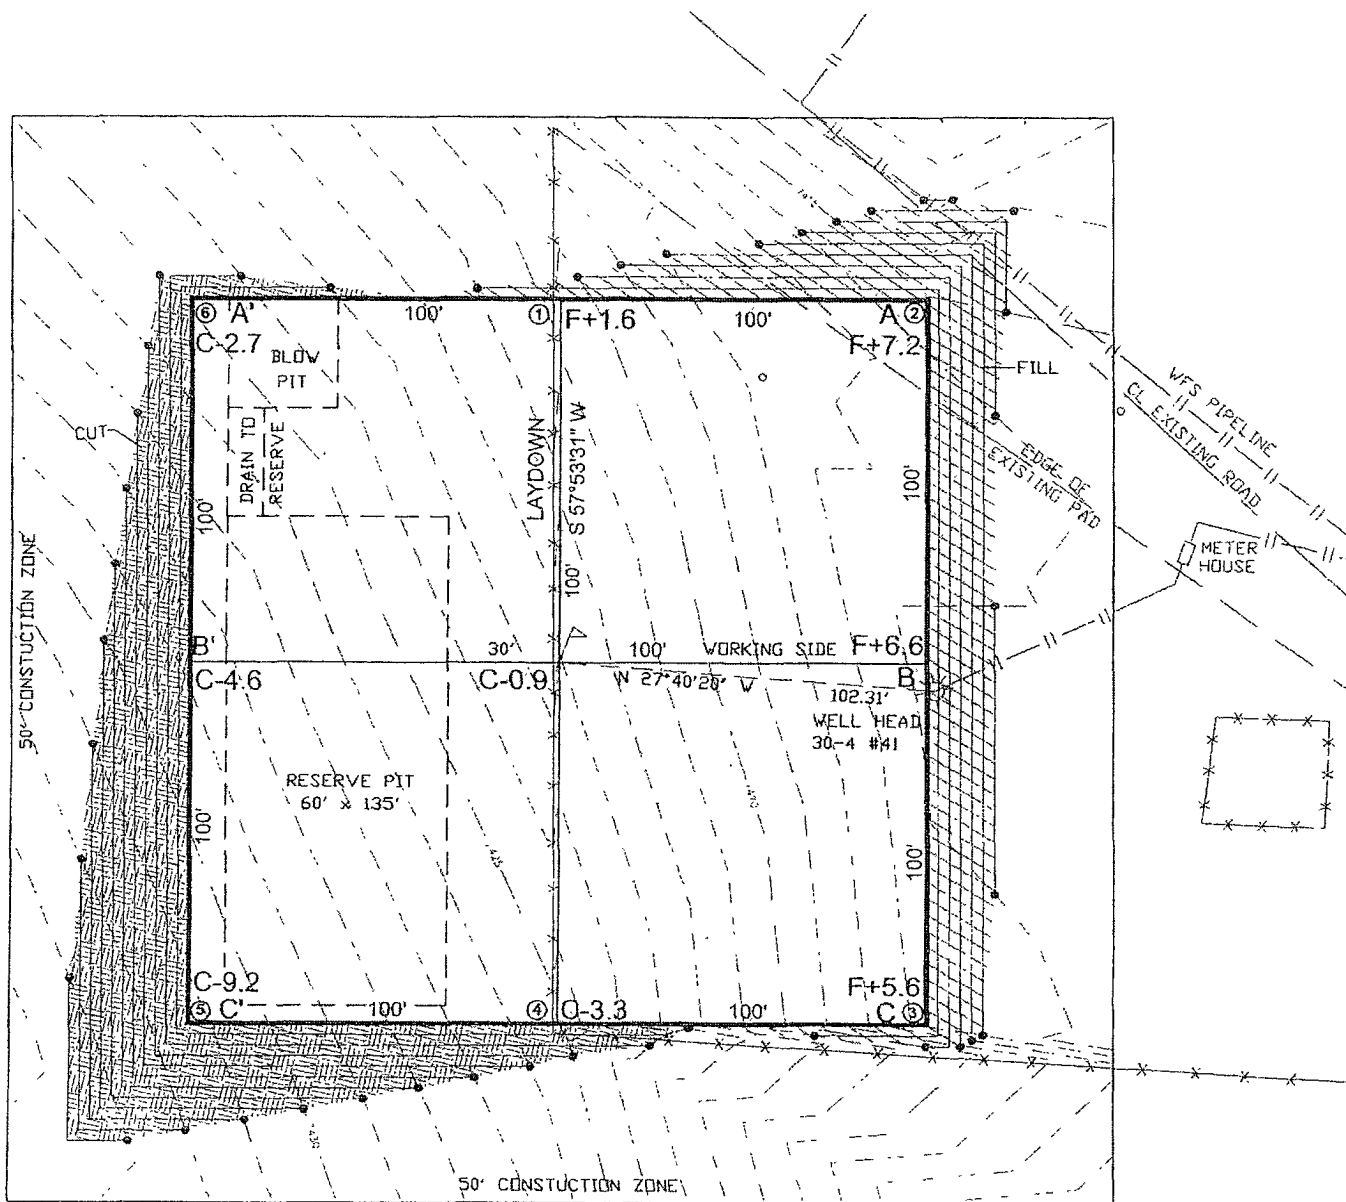 ⑥ A'
100'
①
F+1.6
100'
A ②
C-2.7
F+7.2
BLOW
PIT
FILL
WFS PIPELINE
CL EXISTING ROAD
CUT
DRAIN TO
RESERVE
LAYDOWN
S 57°53'31" W
EDGE OF
EXISTING PAD
100'
100'
100'
METER
HOUSE
50' CONSTUCTION ZONE
B'
30'
100'
WORKING SIDE
F+6.6
C-4.6
C-0.9
N 27°40'20" W
B
102.31'
WELL HEAD
30-4 #41
RESERVE PIT
60' x 135'
100'
100'
C-9.2
F+5.6
⑤ C'
100'
④
C-3.3
100'
C ③
50' CONSTUCTION ZONE